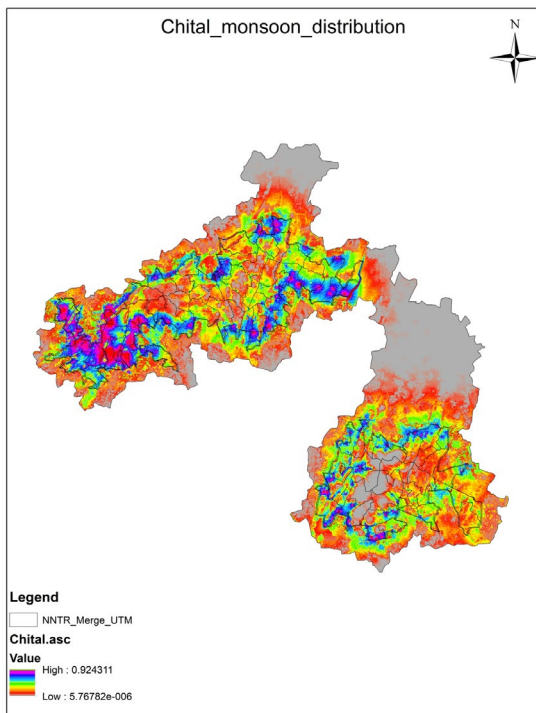 Chital_monsoon_distribution
N
Legend
NNTR_Merge_UTM
Chital.asc
Value
High : 0.924311
Low : 5.76782e-006